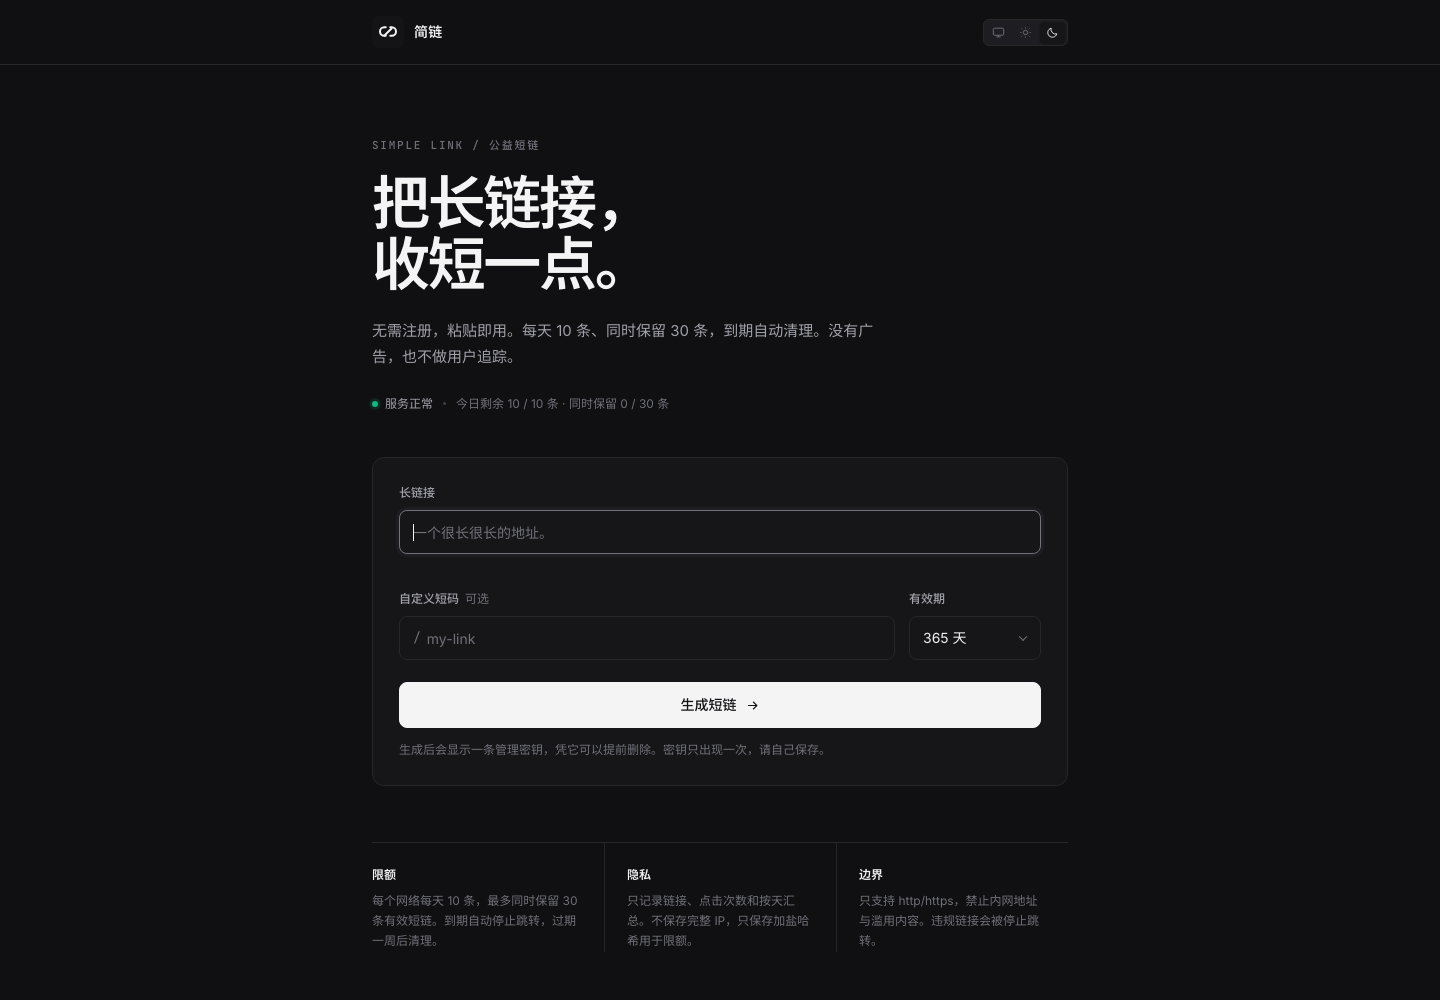 简链
SIMPLE LINK / 公益短链
把长链接，
收短一点。
无需注册，粘贴即用。每天 10 条、同时保留 30 条，到期自动清理。没有广
告，也不做用户追踪。
服务正常 • 今日剩余 10 / 10 条 · 同时保留 0 / 30 条
长链接
一个很长很长的地址。
自定义短码 可选
有效期
/ my-link
365 天
生成短链 →
生成后会显示一条管理密钥，凭它可以提前删除。密钥只出现一次，请自己保存。
限额
每个网络每天 10 条，最多同时保留 30
条有效短链。到期自动停止跳转，过期
一周后清理。
隐私
只记录链接、点击次数和按天汇
总。不保存完整 IP，只保存加盐哈
希用于限额。
边界
只支持 http/https，禁止内网地址
与滥用内容。违规链接会被停止跳
转。